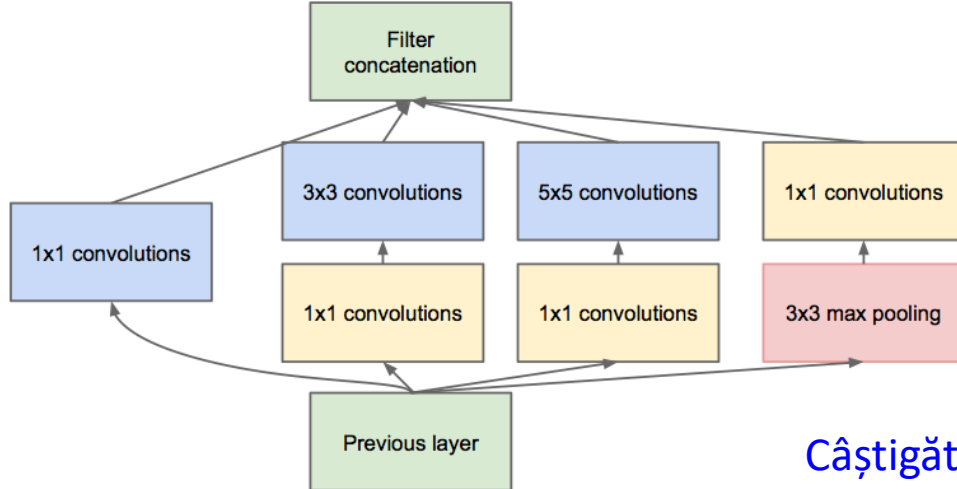 Filter
concatenation
3x3 convolutions
5x5 convolutions
1x1 convolutions
1x1 convolutions
1x1 convolutions
1x1 convolutions
3x3 max pooling
Previous layer
Câștigăt